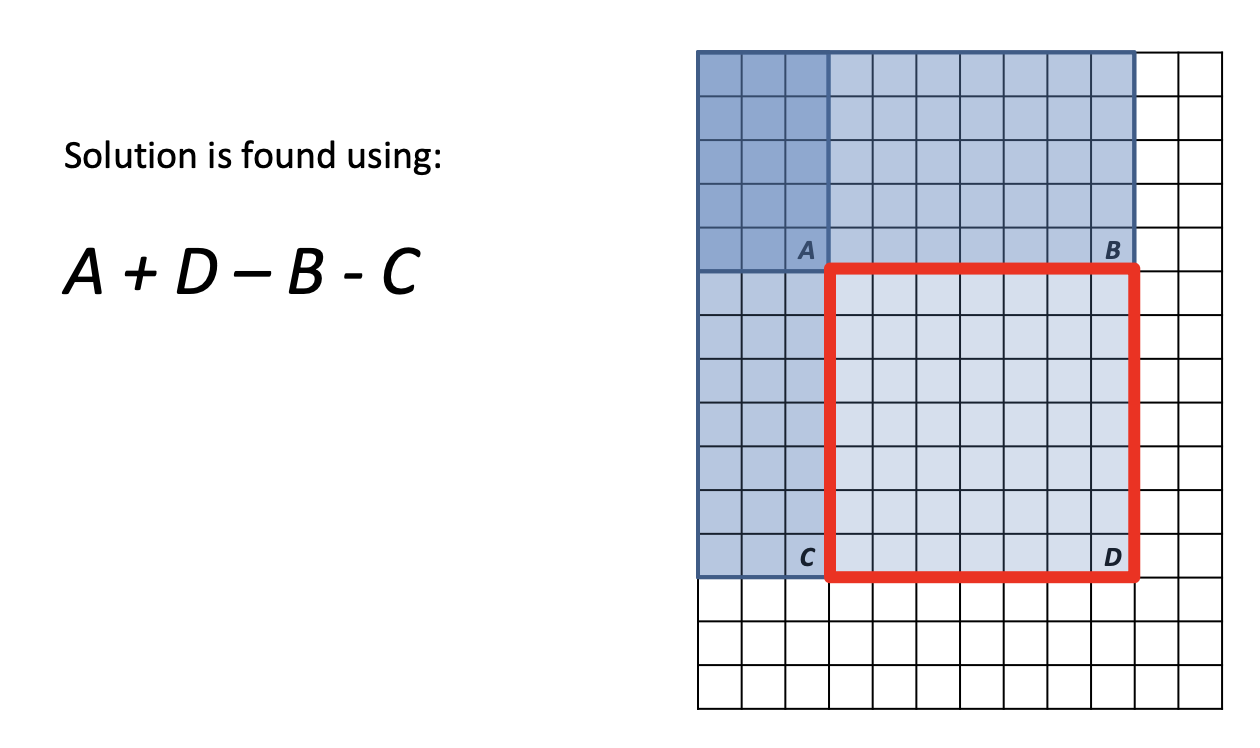 Solution is found using:
A + D – B - C
A
B
C
D